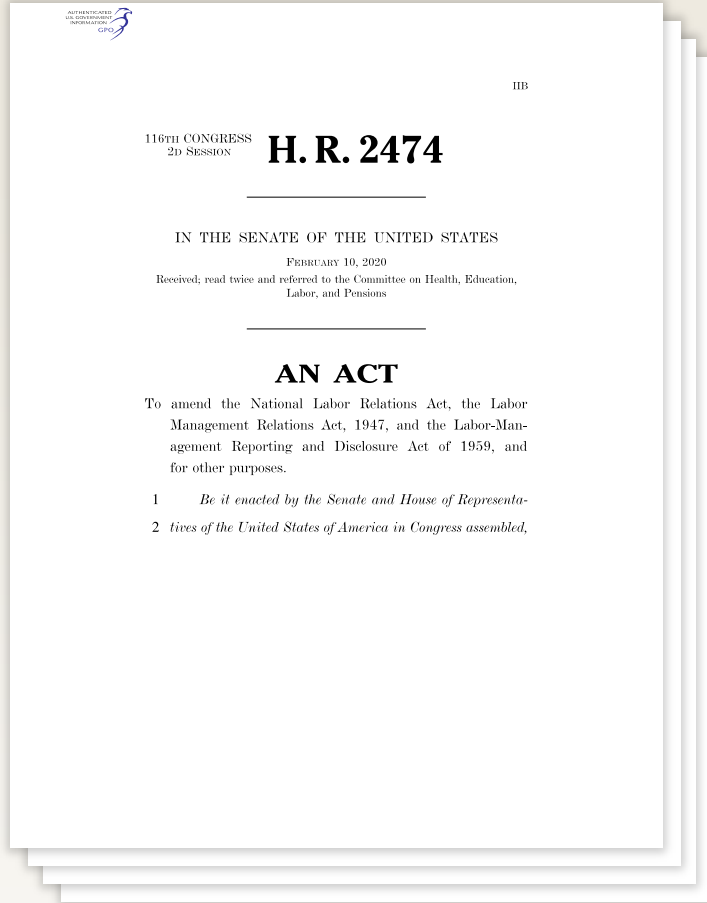 AUTHENTICATED
U.S. GOVERNMENT
INFORMATION
GPO
IIB
116TH CONGRESS
2D SESSION
H. R. 2474
IN THE SENATE OF THE UNITED STATES
FEBRUARY 10, 2020
Received; read twice and referred to the Committee on Health, Education,
Labor, and Pensions
AN ACT
To amend the National Labor Relations Act, the Labor
Management Relations Act, 1947, and the Labor-Man-
agement Reporting and Disclosure Act of 1959, and
for other purposes.
1 Be it enacted by the Senate and House of Representa-
2 tives of the United States of America in Congress assembled,